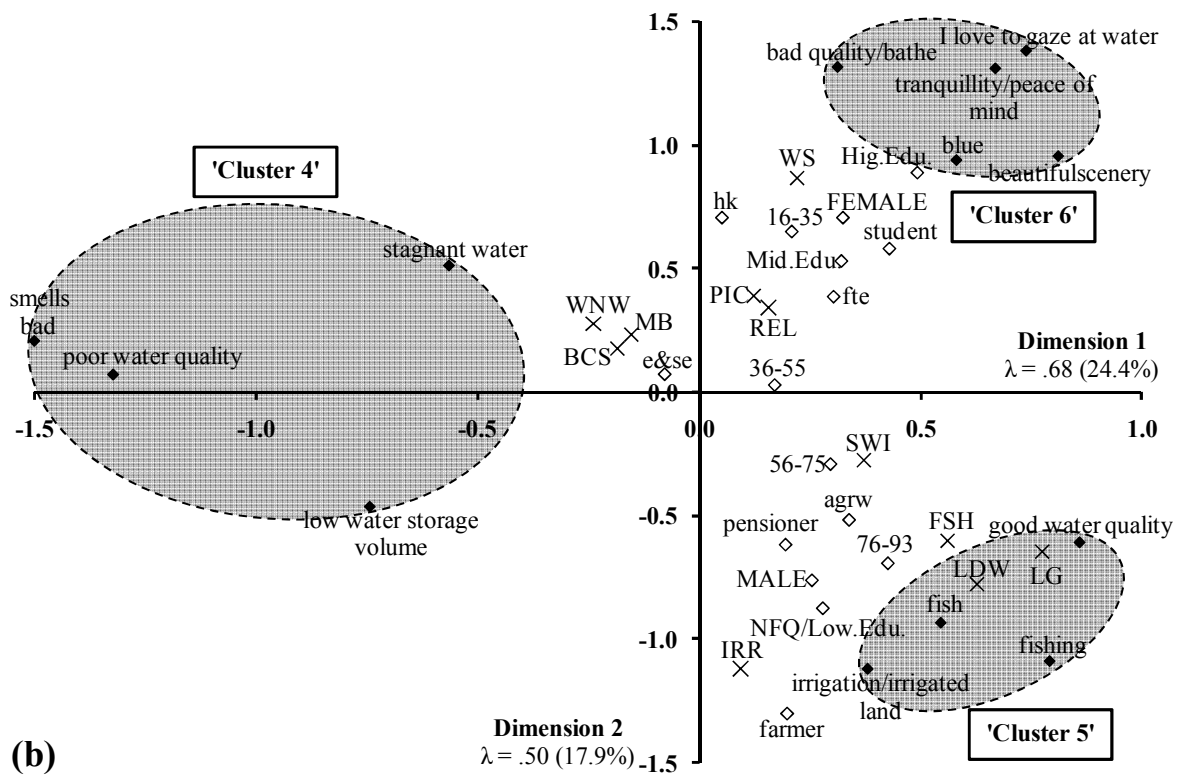 1.5
I love to gaze at water
bad quality/bathe
tranquillity/peace of
mind
1.0
blue
WS
Hig.Edu.
beautifulscenery
'Cluster 4'
hk
16-35
FEMALE
'Cluster 6'
student
stagnant water
0.5
Mid.Edu.
smells
bad
WNW
MB
PIC
fte
REL
poor water quality
BCS
e&se
36-55
Dimension 1
λ = .68 (24.4%)
0.0
-1.5
-1.0
-0.5
0.0
0.5
1.0
SWI
56-75
low water storage
volume
-0.5
agrw
pensioner
FSH
good water quality
76-93
MALE
LDW
LG
fish
NFQ/Low.Edu.
-1.0
IRR
fishing
irrigation/irrigated
land
farmer
Dimension 2
λ = .50 (17.9%)
'Cluster 5'
-1.5
(b)